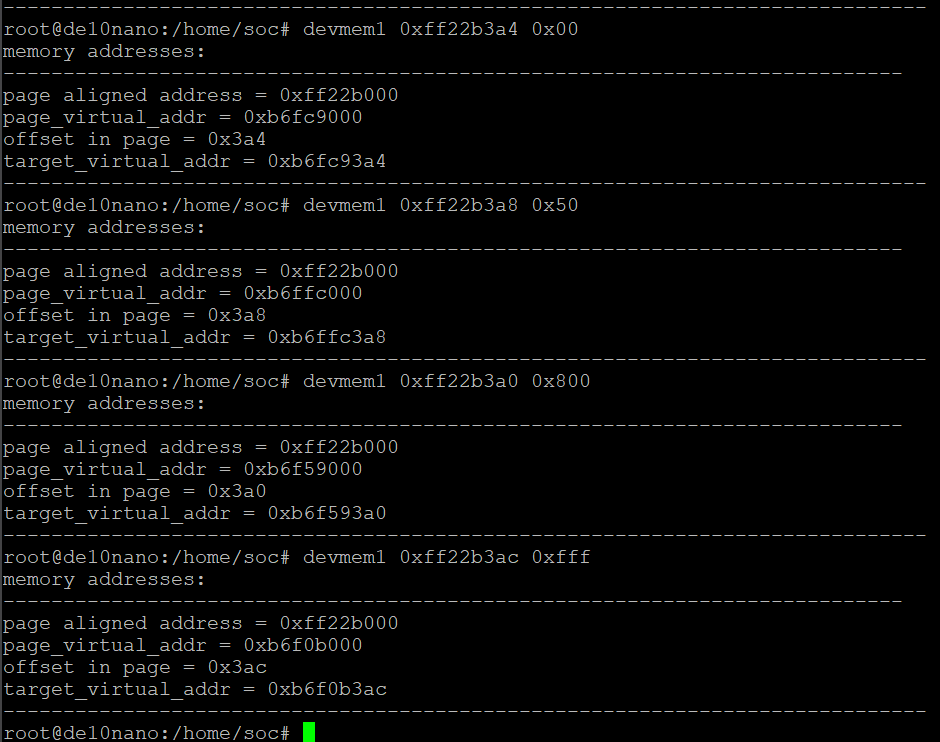 -----------------------------------------------------------------------------
root@de10nano:/home/soc# devmem1 0xff22b3a4 0x00
memory addresses:
---------------------------------------------------------------------------
page aligned address = 0xff22b000
page_virtual_addr = 0xb6fc9000
offset in page = 0x3a4
target_virtual_addr = 0xb6fc93a4
-----------------------------------------------------------------------------
root@de10nano:/home/soc# devmem1 0xff22b3a8 0x50
memory addresses:
---------------------------------------------------------------------------
page aligned address = 0xff22b000
page_virtual_addr = 0xb6ffc000
offset in page = 0x3a8
target_virtual_addr = 0xb6ffc3a8
-----------------------------------------------------------------------------
root@de10nano:/home/soc# devmem1 0xff22b3a0 0x800
memory addresses:
---------------------------------------------------------------------------
page aligned address = 0xff22b000
page_virtual_addr = 0xb6f59000
offset in page = 0x3a0
target_virtual_addr = 0xb6f593a0
-----------------------------------------------------------------------------
root@de10nano:/home/soc# devmem1 0xff22b3ac 0xfff
memory addresses:
---------------------------------------------------------------------------
page aligned address = 0xff22b000
page_virtual_addr = 0xb6f0b000
offset in page = 0x3ac
target_virtual_addr = 0xb6f0b3ac
-----------------------------------------------------------------------------
root@de10nano:/home/soc#